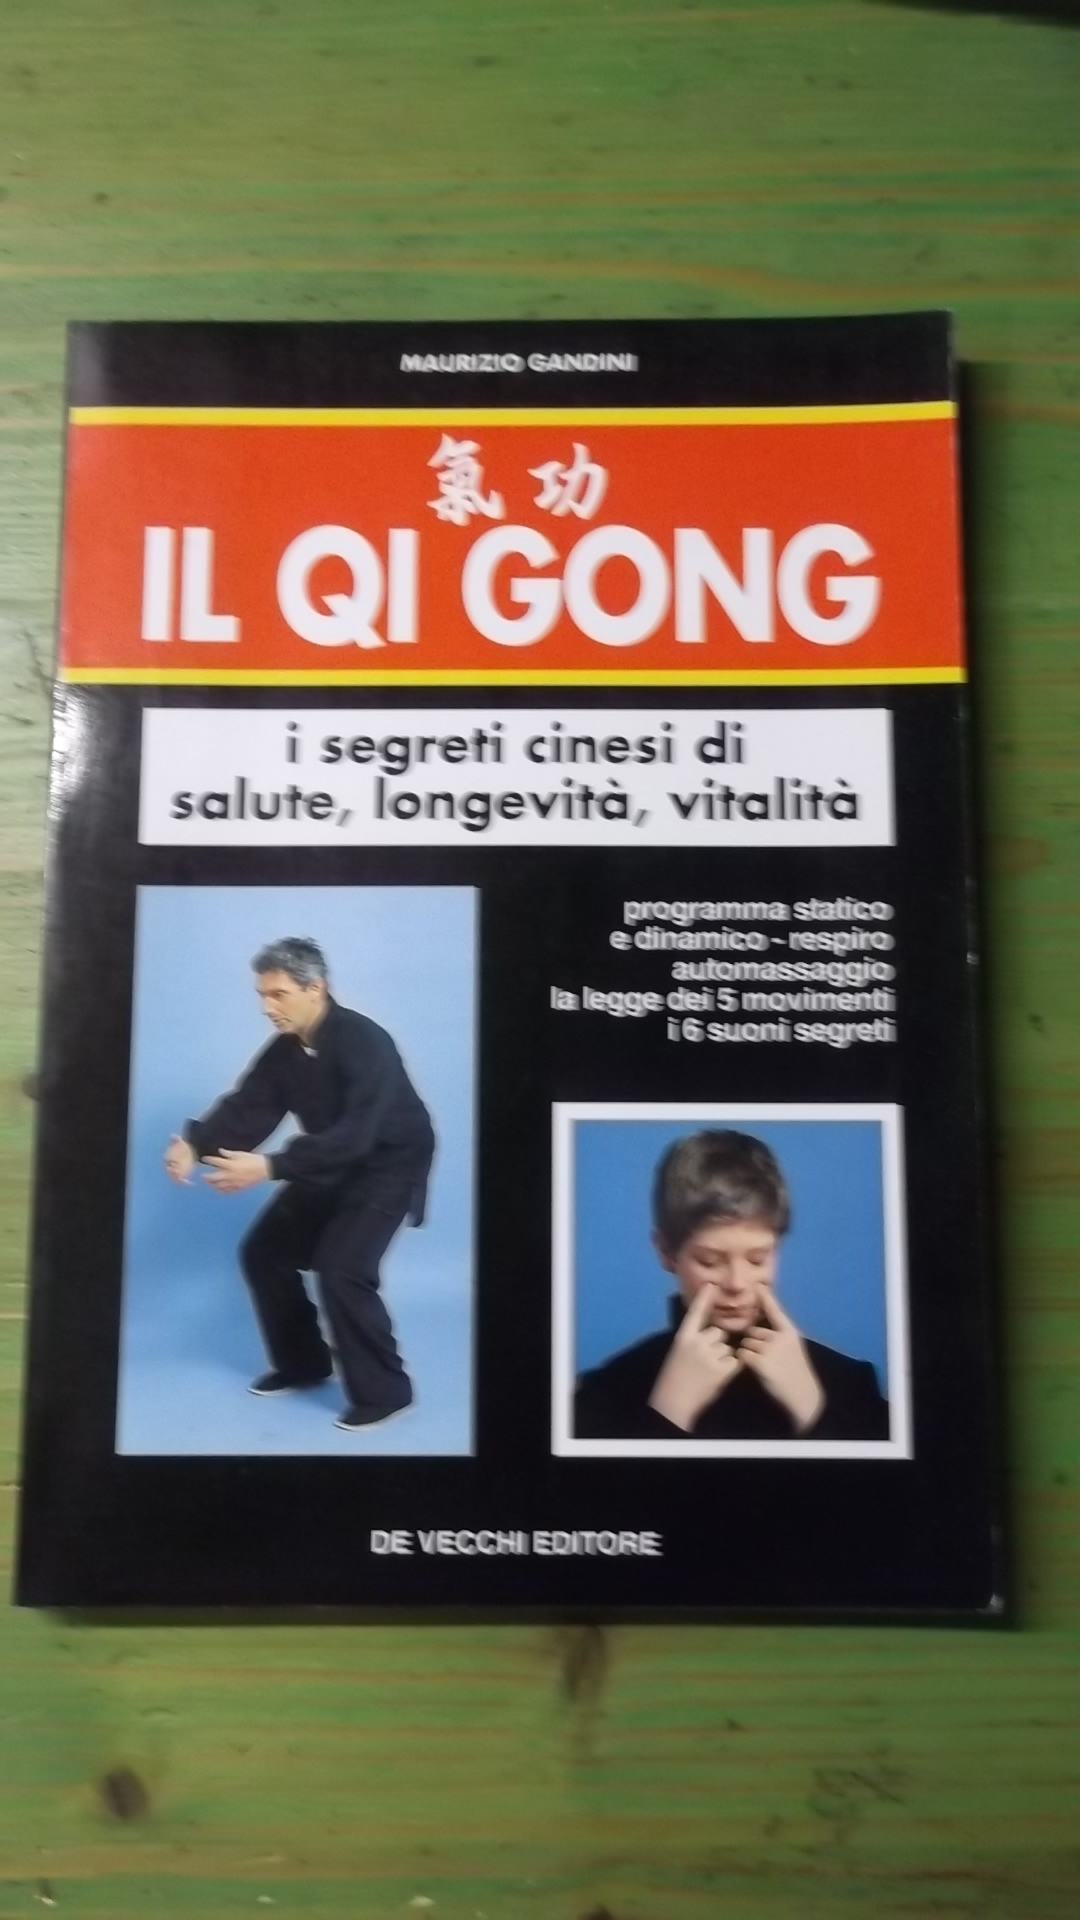 MAURIZIO GANDINI
氣功
IL QI GONG
i segreti cinesi di
salute, longevità, vitalità
programma statico
e dinamico - respiro
automassaggio
la legge dei 5 movimenti
i 6 suoni segreti
DE VECCHI EDITORE